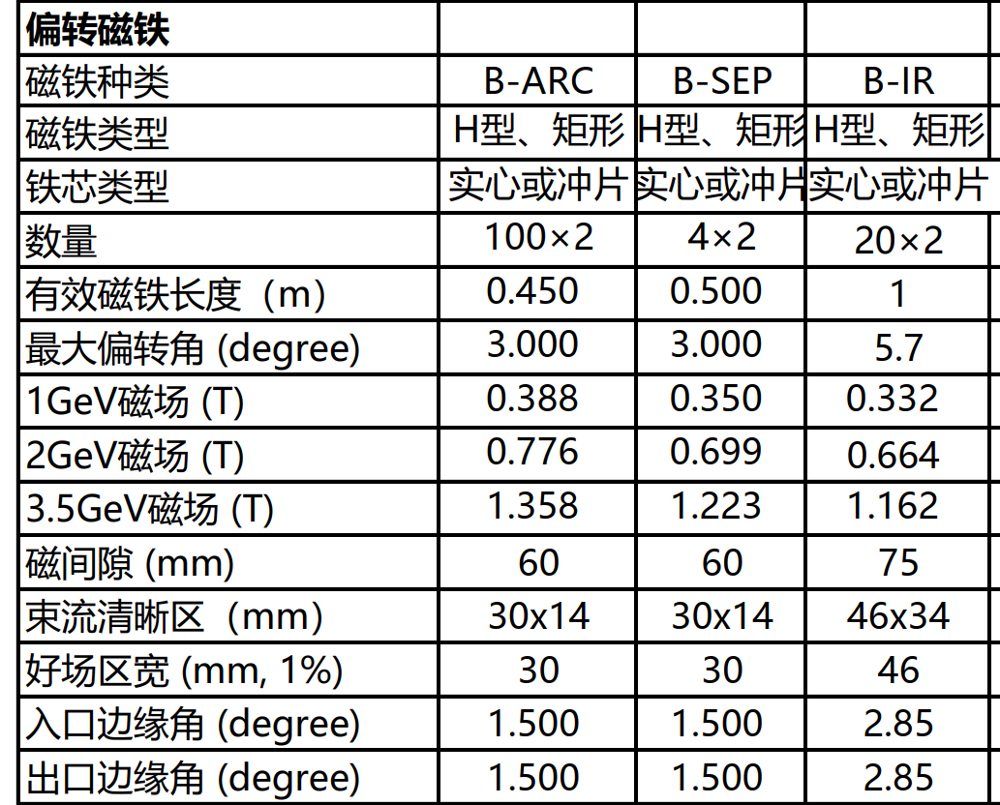 偏转磁铁
磁铁种类 B-ARC B-SEP B-IR
磁铁类型 H型、矩形 H型、矩形 H型、矩形
铁芯类型 实心或冲片 实心或冲片 实心或冲片
数量 100×2 4×2 20×2
有效磁铁长度（m） 0.450 0.500 1
最大偏转角 (degree) 3.000 3.000 5.7
1GeV磁场 (T) 0.388 0.350 0.332
2GeV磁场 (T) 0.776 0.699 0.664
3.5GeV磁场 (T) 1.358 1.223 1.162
磁间隙 (mm) 60 60 75
束流清晰区（mm） 30x14 30x14 46x34
好场区宽 (mm, 1%) 30 30 46
入口边缘角 (degree) 1.500 1.500 2.85
出口边缘角 (degree) 1.500 1.500 2.85